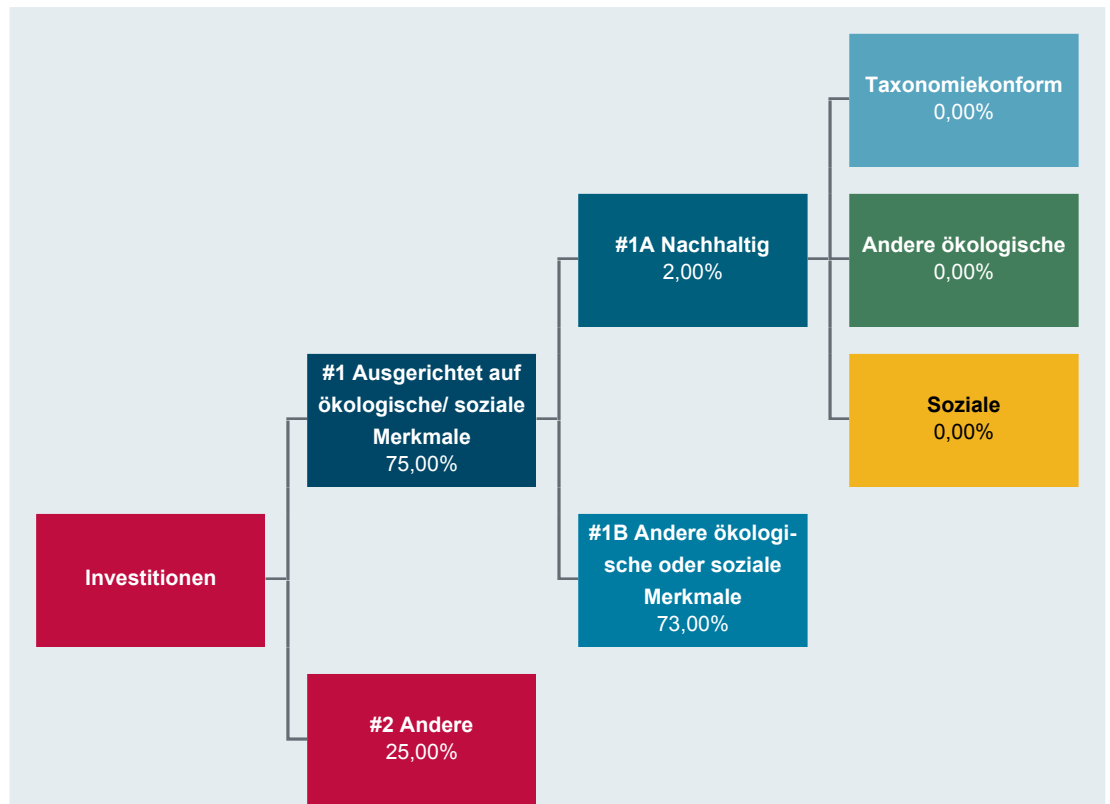 Taxonomiekonform
0,00%
#1A Nachhaltig
2,00%
Andere ökologische
0,00%
#1 Ausgerichtet auf
ökologische/ soziale
Merkmale
75,00%
Soziale
0,00%
Investitionen
#1B Andere ökologi-
sche oder soziale
Merkmale
73,00%
#2 Andere
25,00%